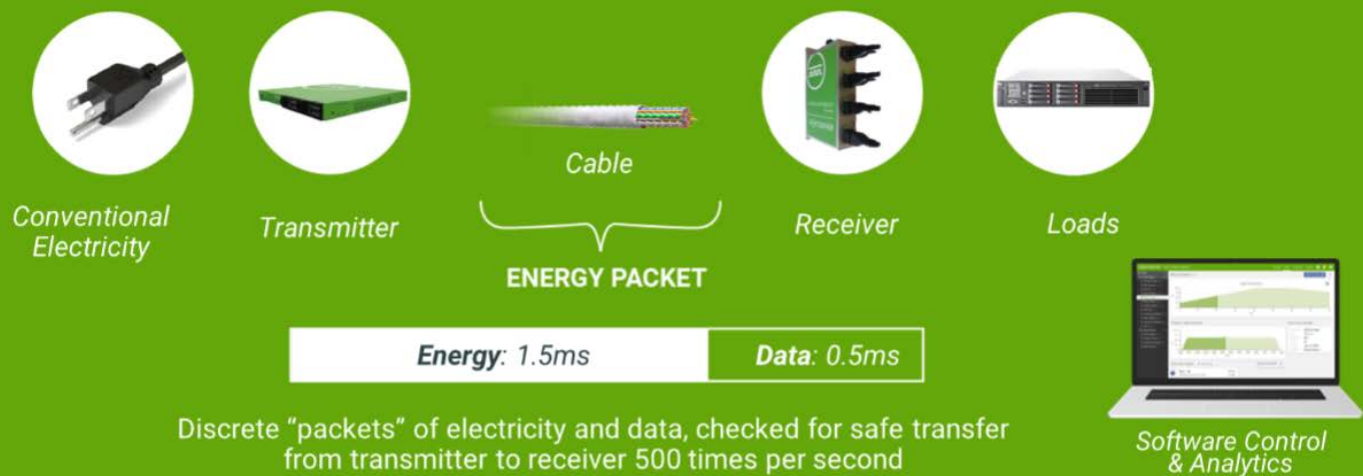 Cable
Conventional
Electricity
Transmitter
Receiver
Loads
ENERGY PACKET
Energy: 1.5ms
Data: 0.5ms
Discrete “packets” of electricity and data, checked for safe transfer
from transmitter to receiver 500 times per second
Software Control
& Analytics